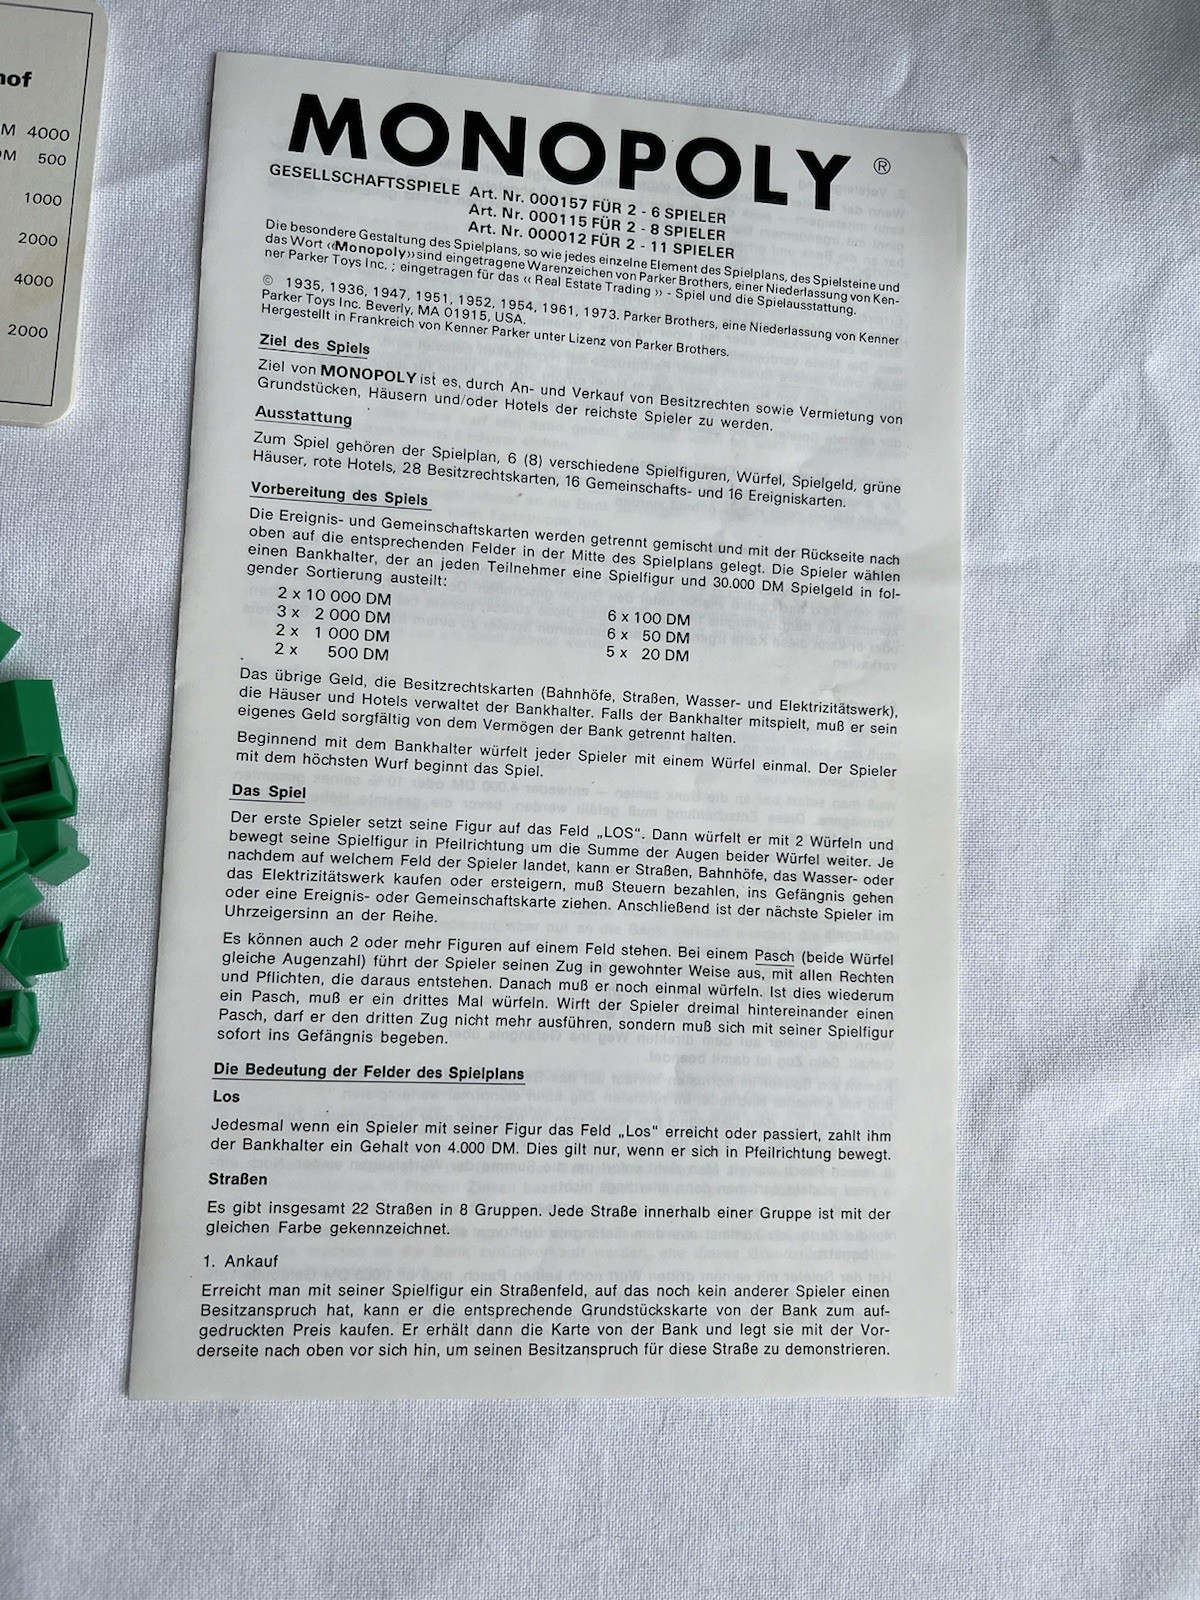 hof
M 4000
DM 500
1000
2000
4000
2000
MONOPOLY ®
GESELLSCHAFTSSPIELE Art. Nr. 000157 FÜR 2 - 6 SPIELER
Art. Nr. 000115 FÜR 2 - 8 SPIELER
Art. Nr. 000012 FÜR 2 - 11 SPIELER
Die besondere Gestaltung des Spielplans, so wie jedes einzelne Element des Spielplans, des Spielsteine und
das Wort «Monopoly» sind eingetragene Warenzeichen von Parker Brothers, einer Niederlassung von Ken-
ner Parker Toys Inc. ; eingetragen für das « Real Estate Trading » - Spiel und die Spielausstattung.
© 1935, 1936, 1947, 1951, 1952, 1954, 1961, 1973. Parker Brothers, eine Niederlassung von Kenner
Parker Toys Inc. Beverly, MA 01915, USA.
Hergestellt in Frankreich von Kenner Parker unter Lizenz von Parker Brothers.
Ziel des Spiels
Ziel von MONOPOLY ist es, durch An- und Verkauf von Besitzrechten sowie Vermietung von
Grundstücken, Häusern und/oder Hotels der reichste Spieler zu werden.
Ausstattung
Zum Spiel gehören der Spielplan, 6 (8) verschiedene Spielfiguren, Würfel, Spielgeld, grüne
Häuser, rote Hotels, 28 Besitzrechtskarten, 16 Gemeinschafts- und 16 Ereigniskarten.
Vorbereitung des Spiels
Die Ereignis- und Gemeinschaftskarten werden getrennt gemischt und mit der Rückseite nach
oben auf die entsprechenden Felder in der Mitte des Spielplans gelegt. Die Spieler wählen
einen Bankhalter, der an jeden Teilnehmer eine Spielfigur und 30.000 DM Spielgeld in fol-
gender Sortierung austeilt:
2 x 10 000 DM
3 x 2 000 DM 6 x 100 DM
2 x 1 000 DM 6 x 50 DM
2 x 500 DM 5 x 20 DM
Das übrige Geld, die Besitzrechtskarten (Bahnhöfe, Straßen, Wasser- und Elektrizitätswerk),
die Häuser und Hotels verwaltet der Bankhalter. Falls der Bankhalter mitspielt, muß er sein
eigenes Geld sorgfältig von dem Vermögen der Bank getrennt halten.
Beginnend mit dem Bankhalter würfelt jeder Spieler mit einem Würfel einmal. Der Spieler
mit dem höchsten Wurf beginnt das Spiel.
Das Spiel
Der erste Spieler setzt seine Figur auf das Feld „LOS“. Dann würfelt er mit 2 Würfeln und
bewegt seine Spielfigur in Pfeilrichtung um die Summe der Augen beider Würfel weiter. Je
nachdem auf welchem Feld der Spieler landet, kann er Straßen, Bahnhöfe, das Wasser- oder
das Elektrizitätswerk kaufen oder ersteigern, muß Steuern bezahlen, ins Gefängnis gehen
oder eine Ereignis- oder Gemeinschaftskarte ziehen. Anschließend ist der nächste Spieler im
Uhrzeigersinn an der Reihe.
Es können auch 2 oder mehr Figuren auf einem Feld stehen. Bei einem Pasch (beide Würfel
gleiche Augenzahl) führt der Spieler seinen Zug in gewohnter Weise aus, mit allen Rechten
und Pflichten, die daraus entstehen. Danach muß er noch einmal würfeln. Ist dies wiederum
ein Pasch, muß er ein drittes Mal würfeln. Wirft der Spieler dreimal hintereinander einen
Pasch, darf er den dritten Zug nicht mehr ausführen, sondern muß sich mit seiner Spielfigur
sofort ins Gefängnis begeben.
Die Bedeutung der Felder des Spielplans
Los
Jedesmal wenn ein Spieler mit seiner Figur das Feld „Los“ erreicht oder passiert, zahlt ihm
der Bankhalter ein Gehalt von 4.000 DM. Dies gilt nur, wenn er sich in Pfeilrichtung bewegt.
Straßen
Es gibt insgesamt 22 Straßen in 8 Gruppen. Jede Straße innerhalb einer Gruppe ist mit der
gleichen Farbe gekennzeichnet.
1. Ankauf
Erreicht man mit seiner Spielfigur ein Straßenfeld, auf das noch kein anderer Spieler einen
Besitzanspruch hat, kann er die entsprechende Grundstückskarte von der Bank zum auf-
gedruckten Preis kaufen. Er erhält dann die Karte von der Bank und legt sie mit der Vor-
derseite nach oben vor sich hin, um seinen Besitzanspruch für diese Straße zu demonstrieren.